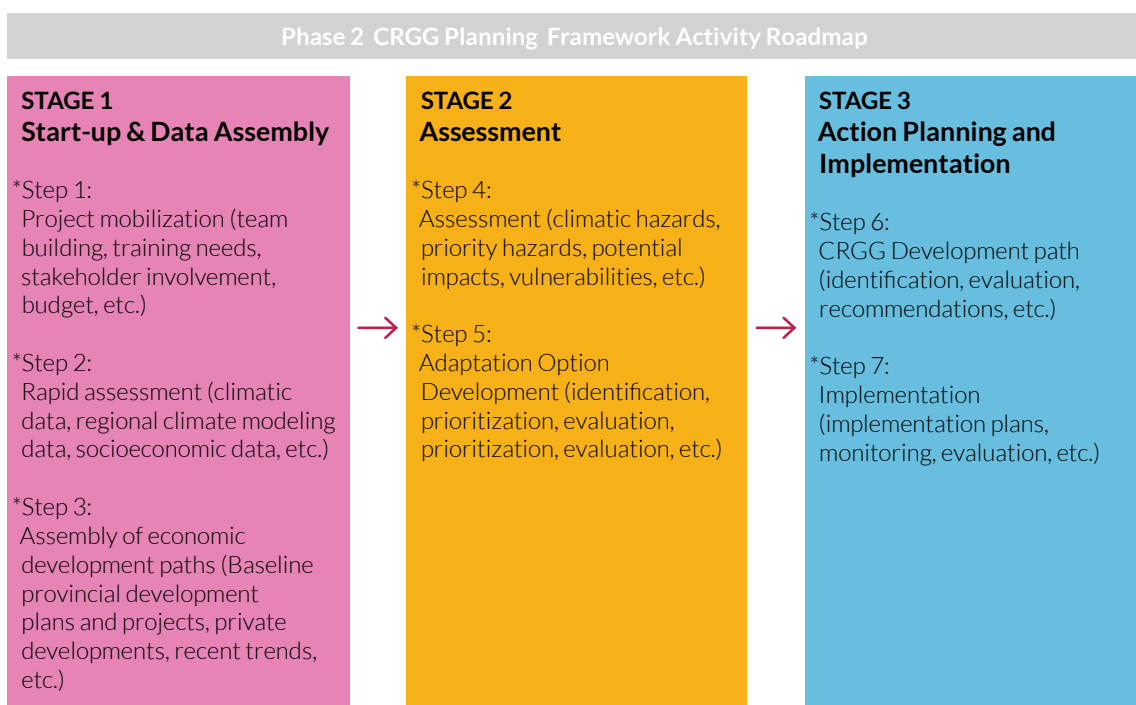 Phase 2 CRGG Planning Framework Activity Roadmap
STAGE 1
Start-up & Data Assembly
*Step 1:
Project mobilization (team
building, training needs,
stakeholder involvement,
budget, etc.)
*Step 2:
Rapid assessment (climatic
data, regional climate modeling
data, socioeconomic data, etc.)
*Step 3:
Assembly of economic
development paths (Baseline
provincial development
plans and projects, private
developments, recent trends,
etc.)
STAGE 2
Assessment
*Step 4:
Assessment (climatic hazards,
priority hazards, potential
impacts, vulnerabilities, etc.)
*Step 5:
Adaptation Option
Development (identification,
prioritization, evaluation,
prioritization, evaluation, etc.)
STAGE 3
Action Planning and
Implementation
*Step 6:
CRGG Development path
(identification, evaluation,
recommendations, etc.)
*Step 7:
Implementation
(implementation plans,
monitoring, evaluation, etc.)